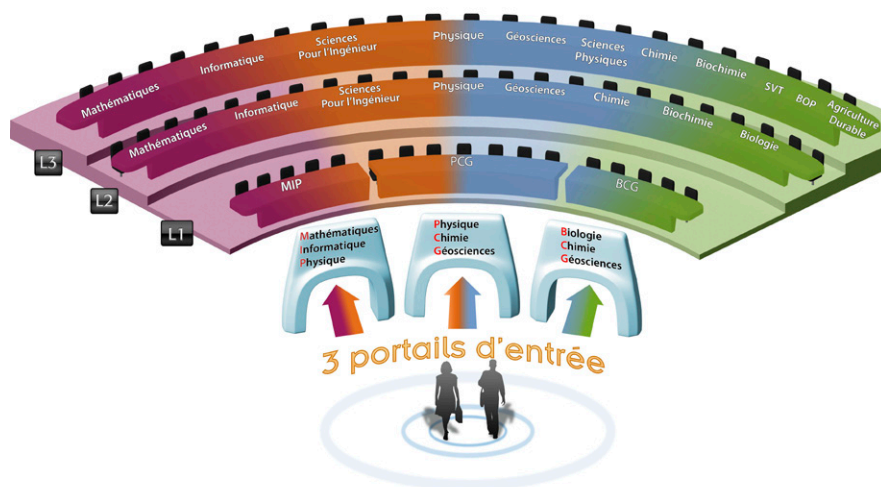 Mathématiques
Informatique
Sciences
Pour l'Ingénieur
Physique
Géosciences
Sciences
Physiques
Chimie
Biochimie
SVT
BOP
Agriculture
Durable
L3
Mathématiques
Informatique
Sciences
Pour l'Ingénieur
Physique
Géosciences
Chimie
Biochimie
Biologie
L2
MIP
PCG
BCG
L1
Mathématiques
Informatique
Physique
Physique
Chimie
Géosciences
Biologie
Chimie
Géosciences
3 portails d'entrée